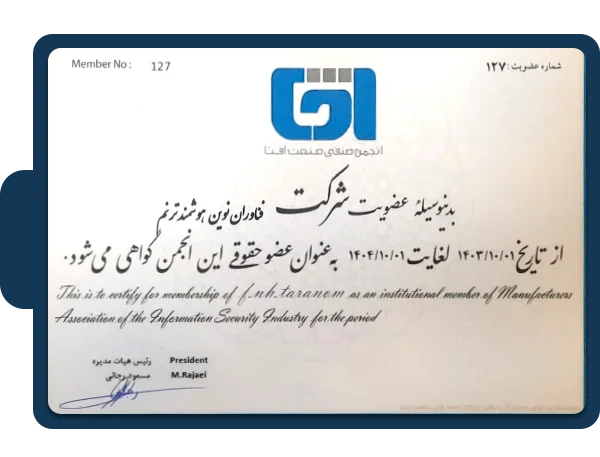 Member No: 127
شماره عضویت: ۱۲۷
افتا
انجمن صنفی صنعت افتا
بدینوسیلهٔ عضویت شرکت فناوران نوین هوشمند ترنم
از تاریخ ۱۴۰۳/۱۰/۰۱ لغایت ۱۴۰۴/۱۰/۰۱ به عنوان عضو حقوقی این انجمن گواهی می شود.
This is to certify for membership of f.nh.taranom as an institutional member of Manufacturers
Association of the Information Security Industry for the period
رئیس هیات مدیره President
مسعود رجائی M.Rajaei